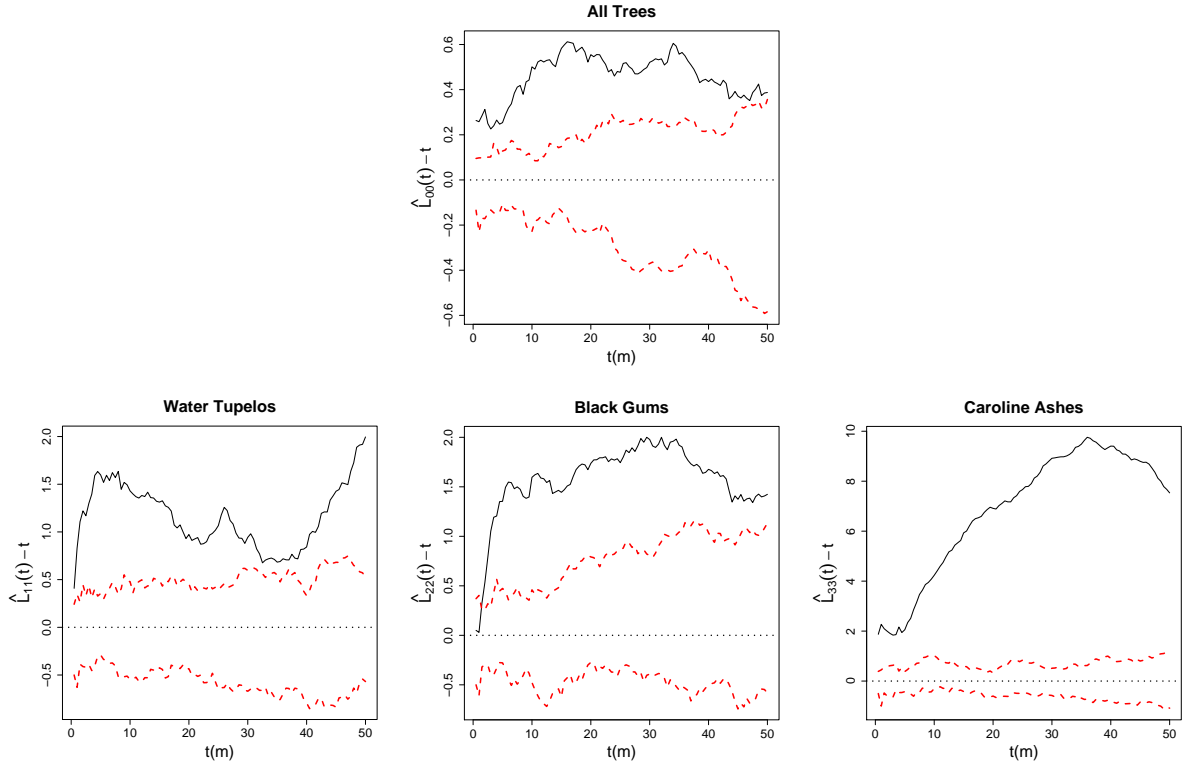 All Trees
L̂₀₀(t) − t
0.6
0.4
0.2
0.0
−0.2
−0.4
−0.6
0 10 20 30 40 50
t(m)
Water Tupelos
L̂₁₁(t) − t
2.0
1.5
1.0
0.5
0.0
−0.5
0 10 20 30 40 50
t(m)
Black Gums
L̂₂₂(t) − t
2.0
1.5
1.0
0.5
0.0
−0.5
0 10 20 30 40 50
t(m)
Caroline Ashes
L̂₃₃(t) − t
10
8
6
4
2
0
0 10 20 30 40 50
t(m)